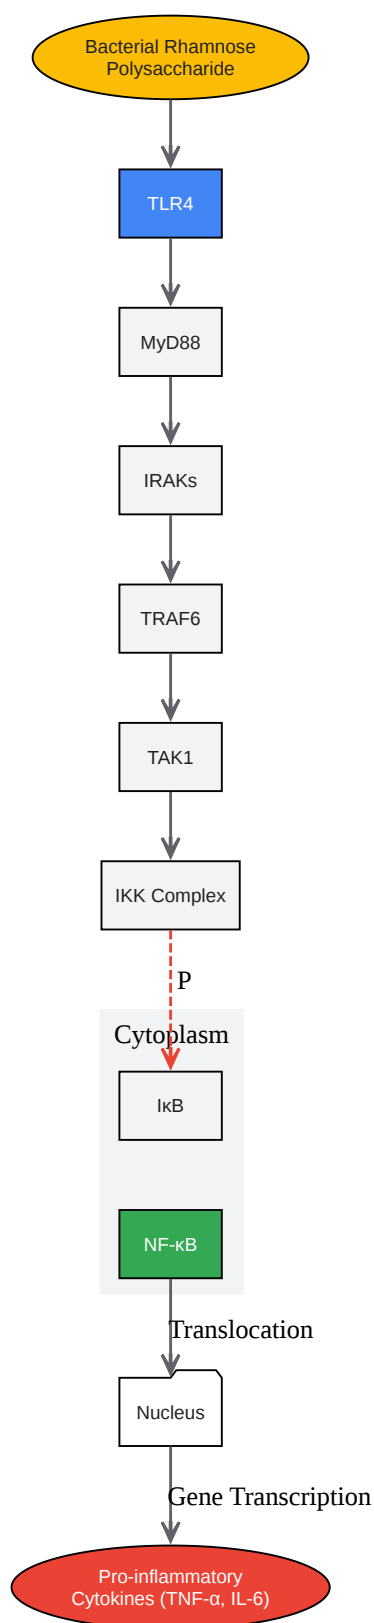 Bacterial Rhamnose
Polysaccharide
TLR4
MyD88
IRAKs
TRAF6
TAK1
IKK Complex
P
Cytoplasm
IκB
NF-κB
Translocation
Nucleus
Gene Transcription
Pro-inflammatory
Cytokines (TNF-α, IL-6)